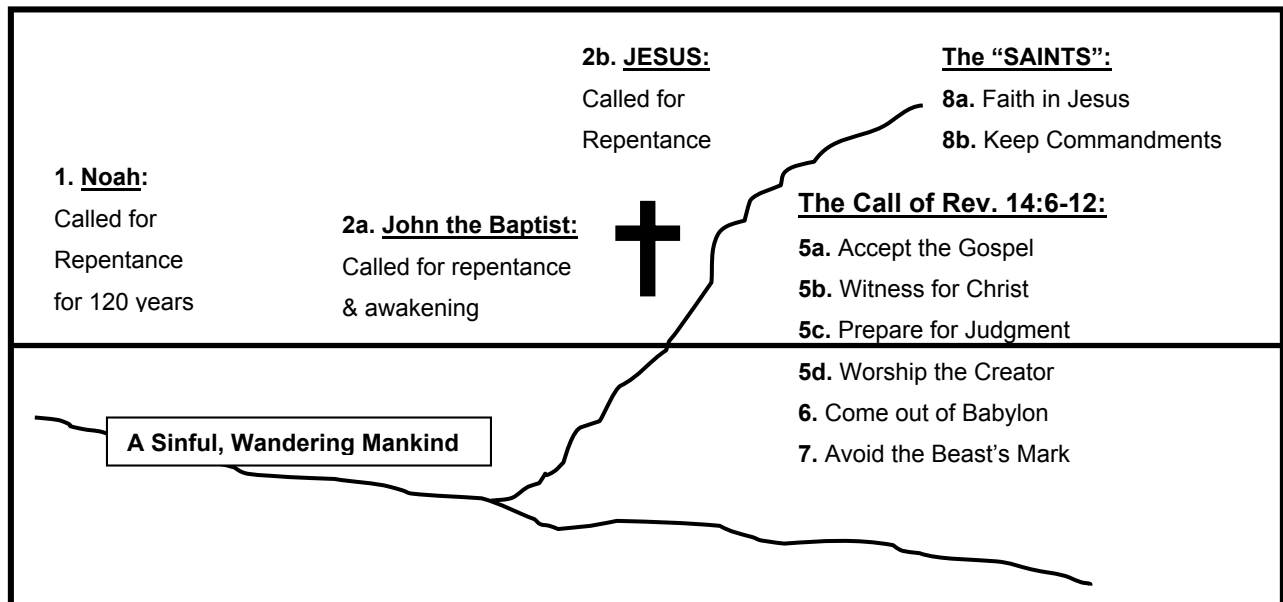 1. Noah:
Called for
Repentance
for 120 years
2a. John the Baptist:
Called for repentance
& awakening
2b. JESUS:
Called for
Repentance
The “SAINTS”:
8a. Faith in Jesus
8b. Keep Commandments
The Call of Rev. 14:6-12:
5a. Accept the Gospel
5b. Witness for Christ
5c. Prepare for Judgment
5d. Worship the Creator
6. Come out of Babylon
7. Avoid the Beast’s Mark
A Sinful, Wandering Mankind